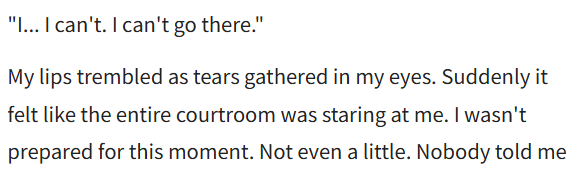 "I... I can't. I can't go there."
My lips trembled as tears gathered in my eyes. Suddenly it
felt like the entire courtroom was staring at me. I wasn't
prepared for this moment. Not even a little. Nobody told me